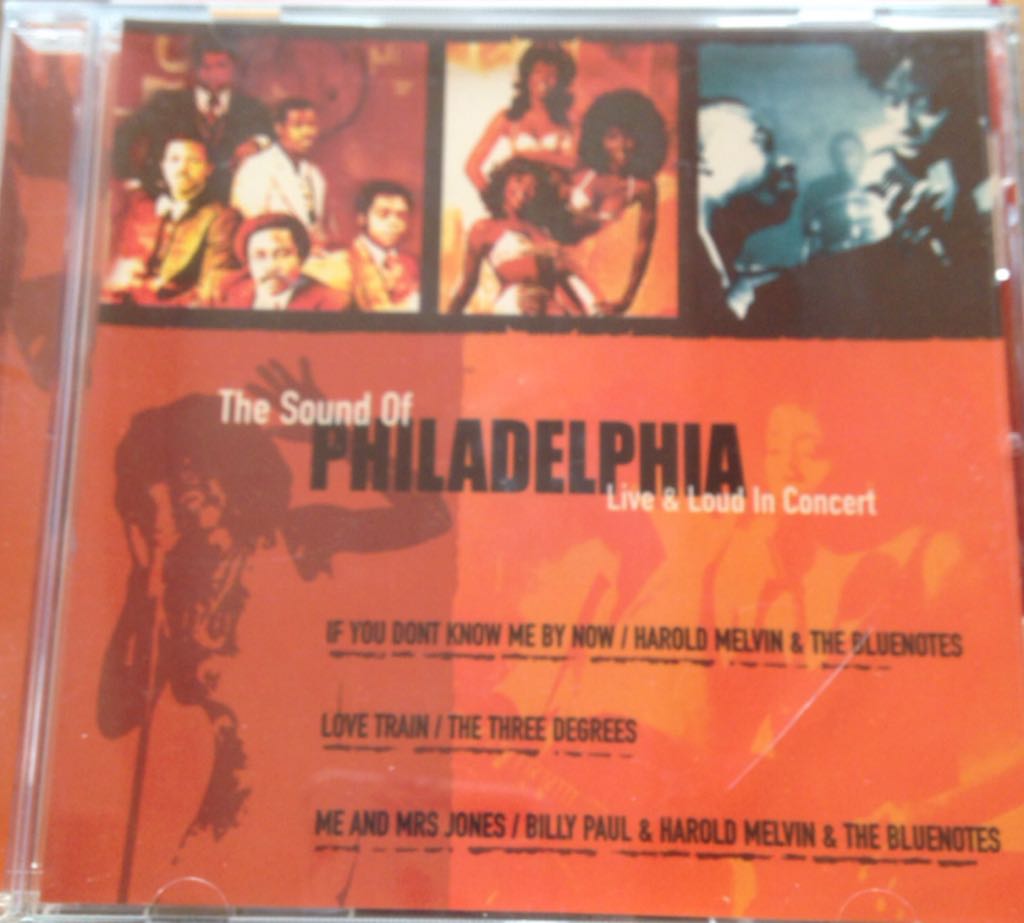 The Sound Of
PHILADELPHIA
Live & Loud In Concert
IF YOU DONT KNOW ME BY NOW / HAROLD MELVIN & THE BLUENOTES
LOVE TRAIN / THE THREE DEGREES
ME AND MRS JONES / BILLY PAUL & HAROLD MELVIN & THE BLUENOTES